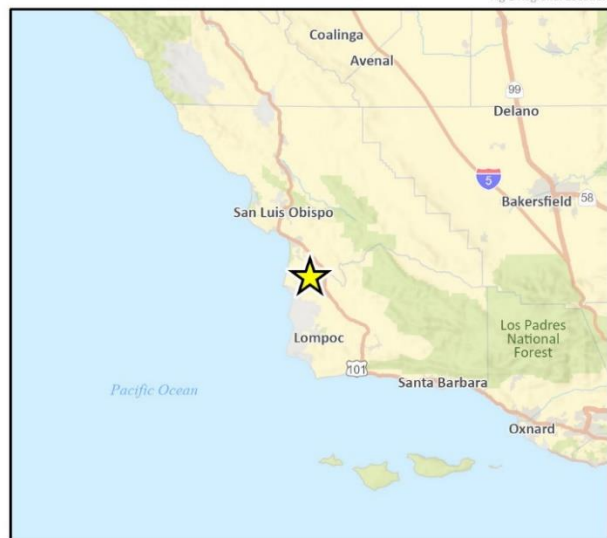 Coalinga
Avenal
99
Delano
5
Bakersfield
58
San Luis Obispo
Lompoc
Los Padres
National
Forest
101
Santa Barbara
Pacific Ocean
Oxnard